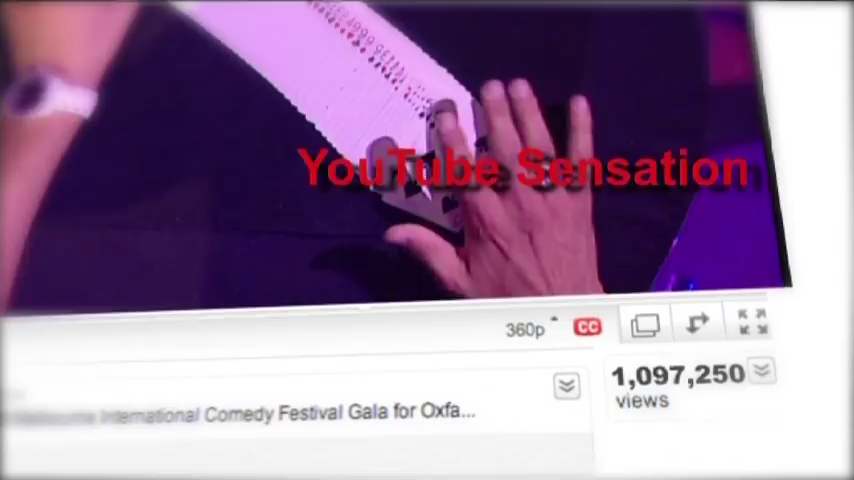 YouTube Sensation
360p CC
1,097,250
views
International Comedy Festival Gala for Oxfa...